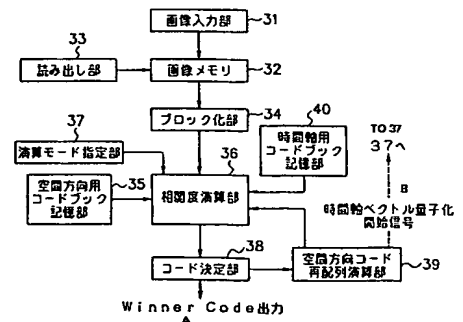 画像入力部
31
33
読み出し部
画像メモリ
32
ブロック化部
34
40
37
時間軸用
コードブック
記憶部
TO 37
37へ
演算モード指定部
36
空間方向用
コードブック
記憶部
35
相関度演算部
B
時間軸ベクトル量子化
開始信号
38
コード決定部
空間方向コード
再配列演算部
39
Winner Code出力